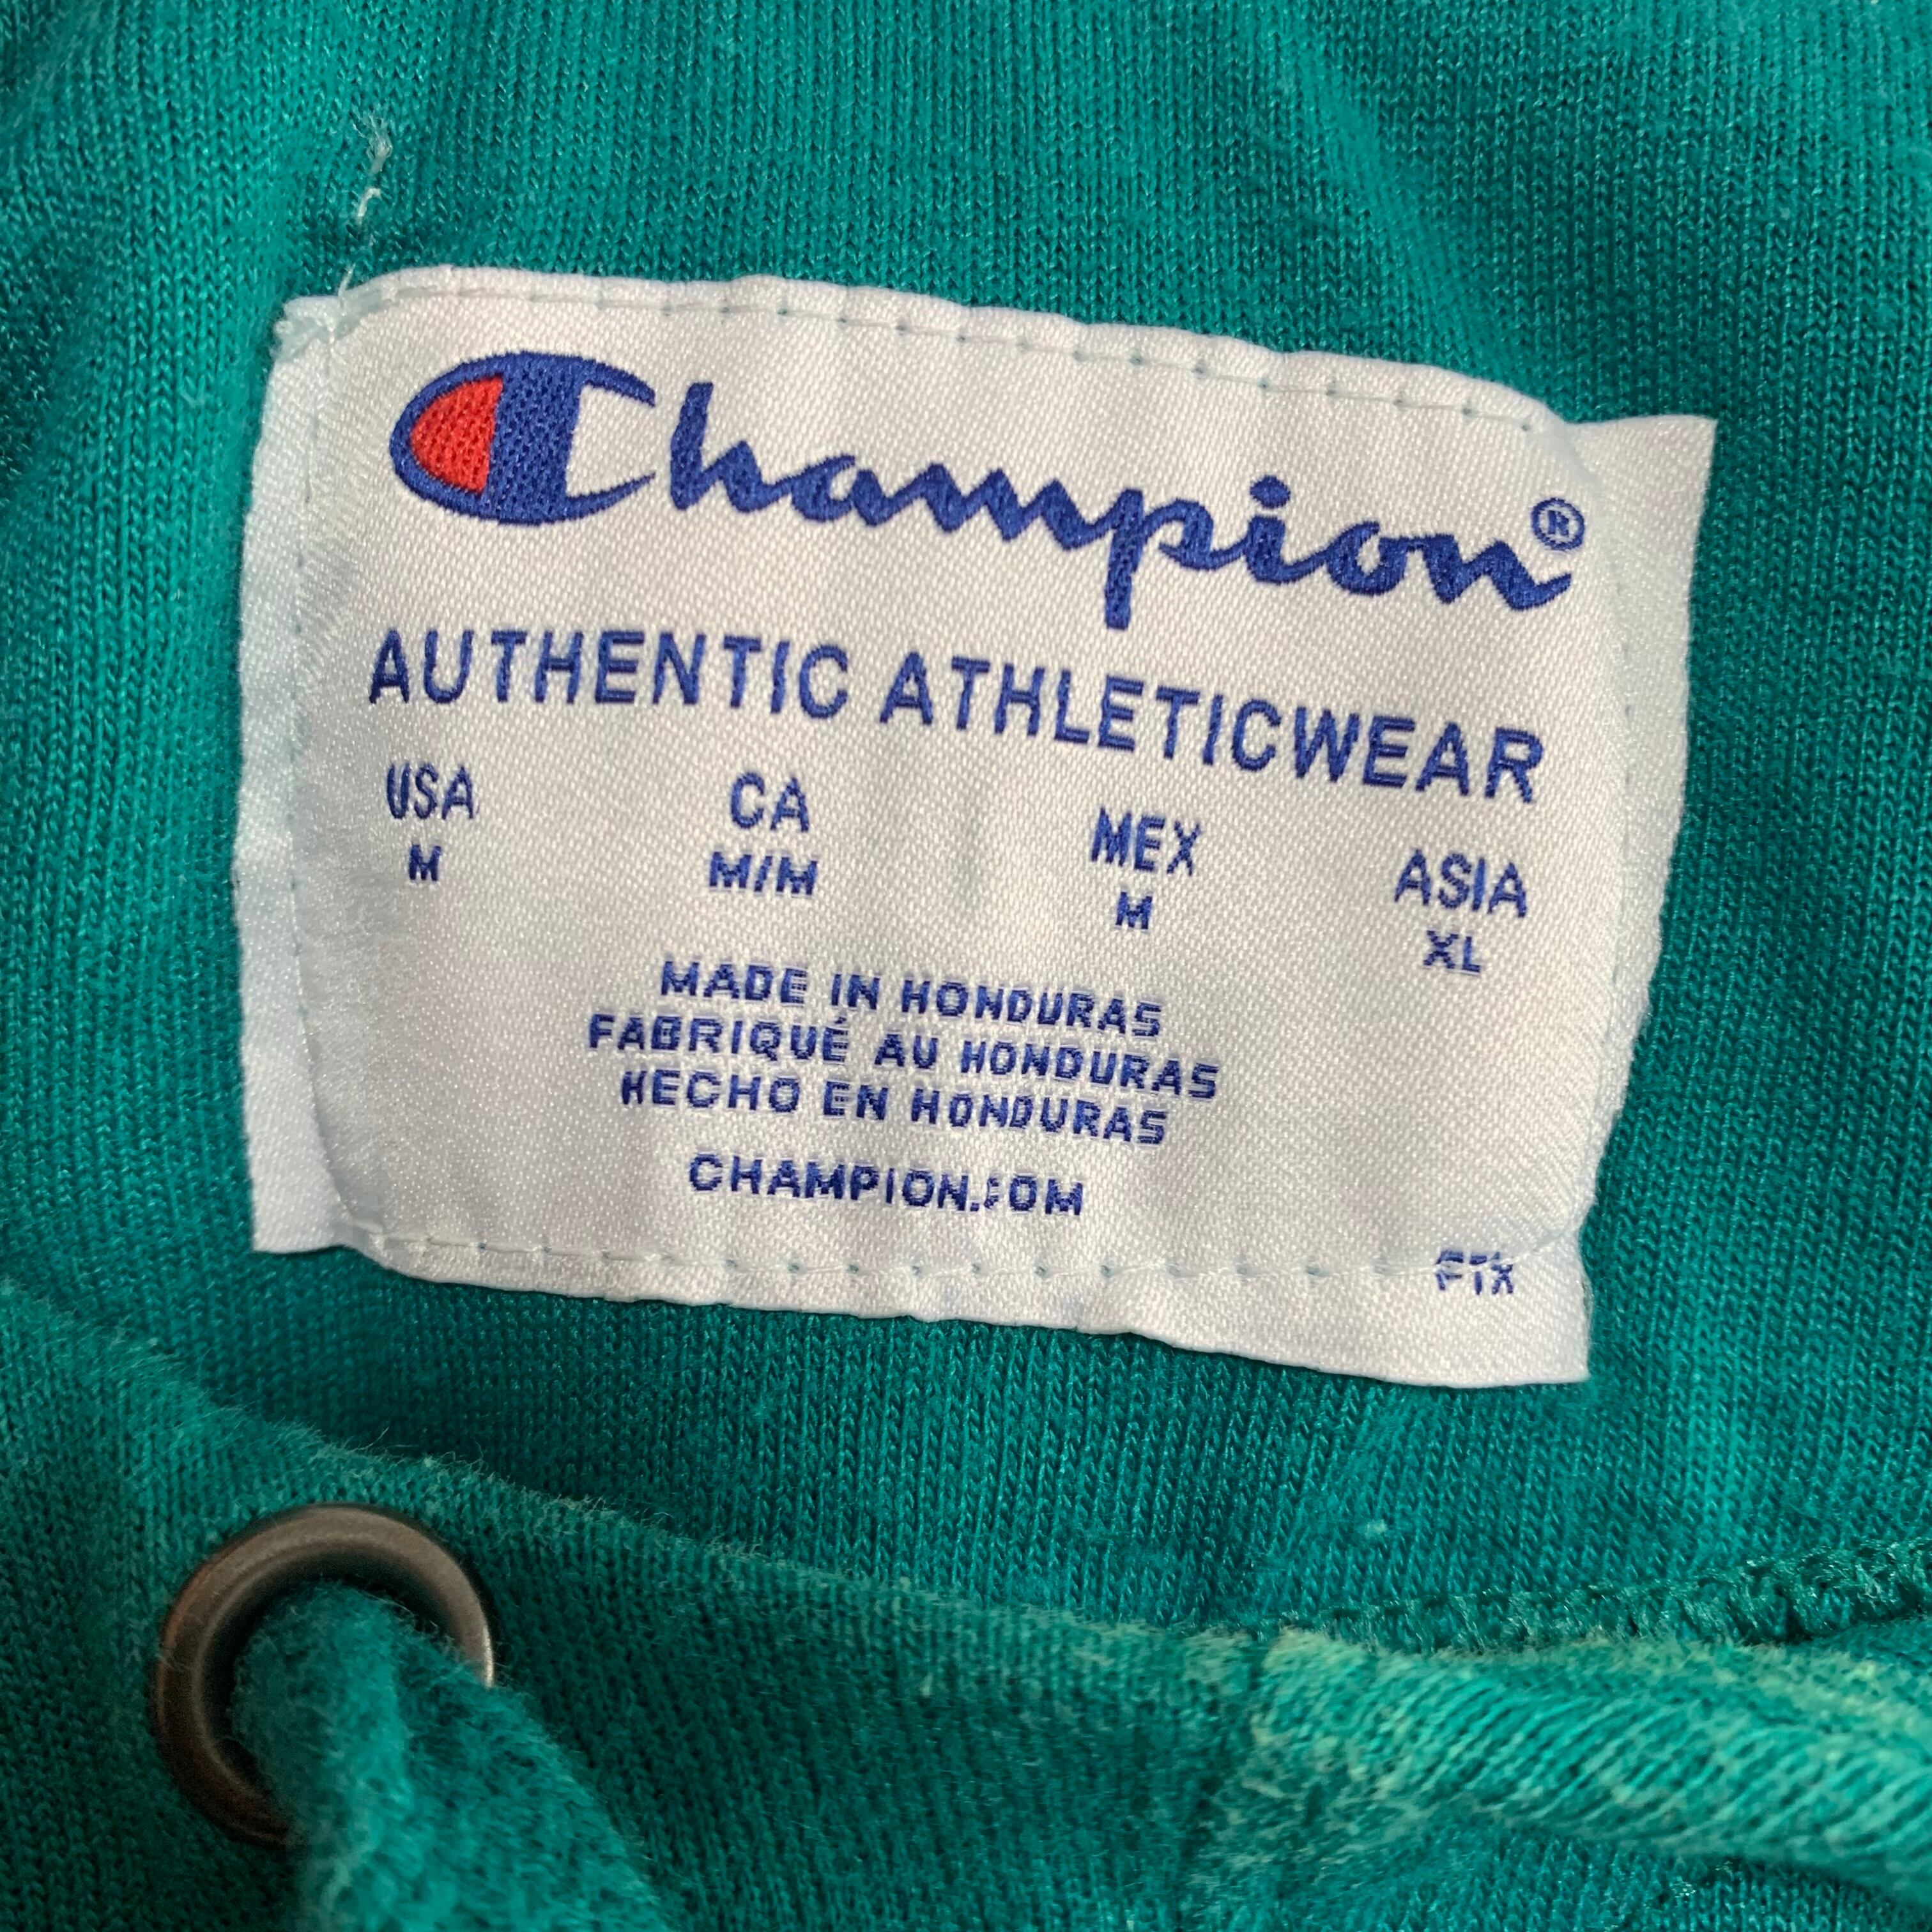 Champion®
AUTHENTIC ATHLETICWEAR
USA CA MEX ASIA
M M/M M XL
MADE IN HONDURAS
FABRIQUÉ AU HONDURAS
HECHO EN HONDURAS
CHAMPION.COM
FTX